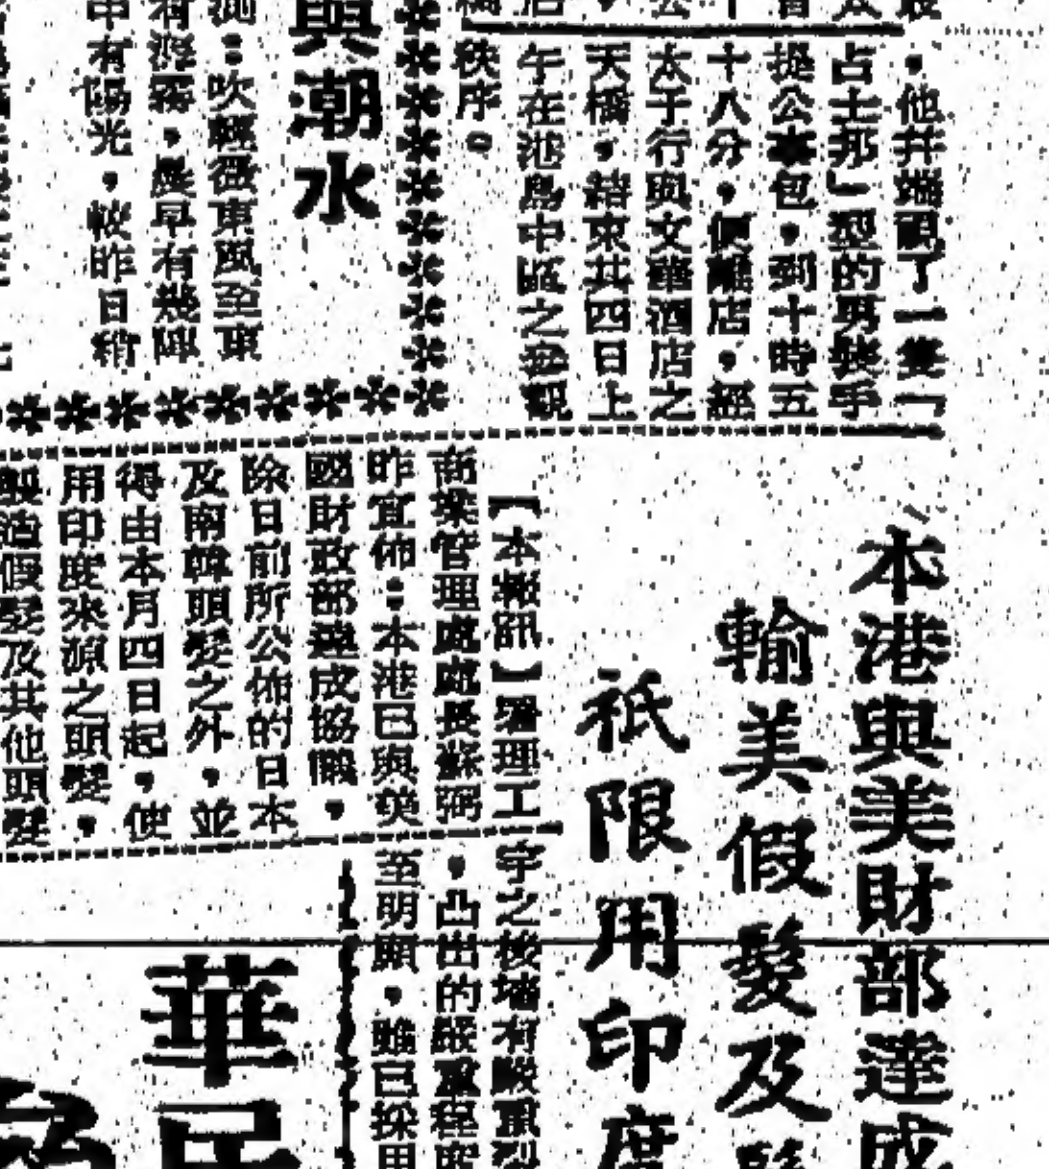 ，他并端視了一隻「
占士邦」型的男裝手
提公事包，到十時五
十八分，便離店，經
太子行與文華酒店之
天橋，結束廿四日上
午在港島中區之參觀
秩序。
與潮水
測：吹輕微東風至東
有薄霧，晨早有幾陣
中有陽光，較昨日稍
本港與美財部達成
輸美假髮及髮
祇限用印度
【本報訊】署理工
商業管理處處長蘇弼
昨宣佈：本港已與美
國財政部達成協議，
除日前所公佈的日本
及南韓頭髮之外，並
得由本月四日起，使
用印度來源之頭髮，
製造假髮及其他頭髮
字之後墻有嚴重裂
，凸出的嚴重程度
至明顯，雖已採用
華民